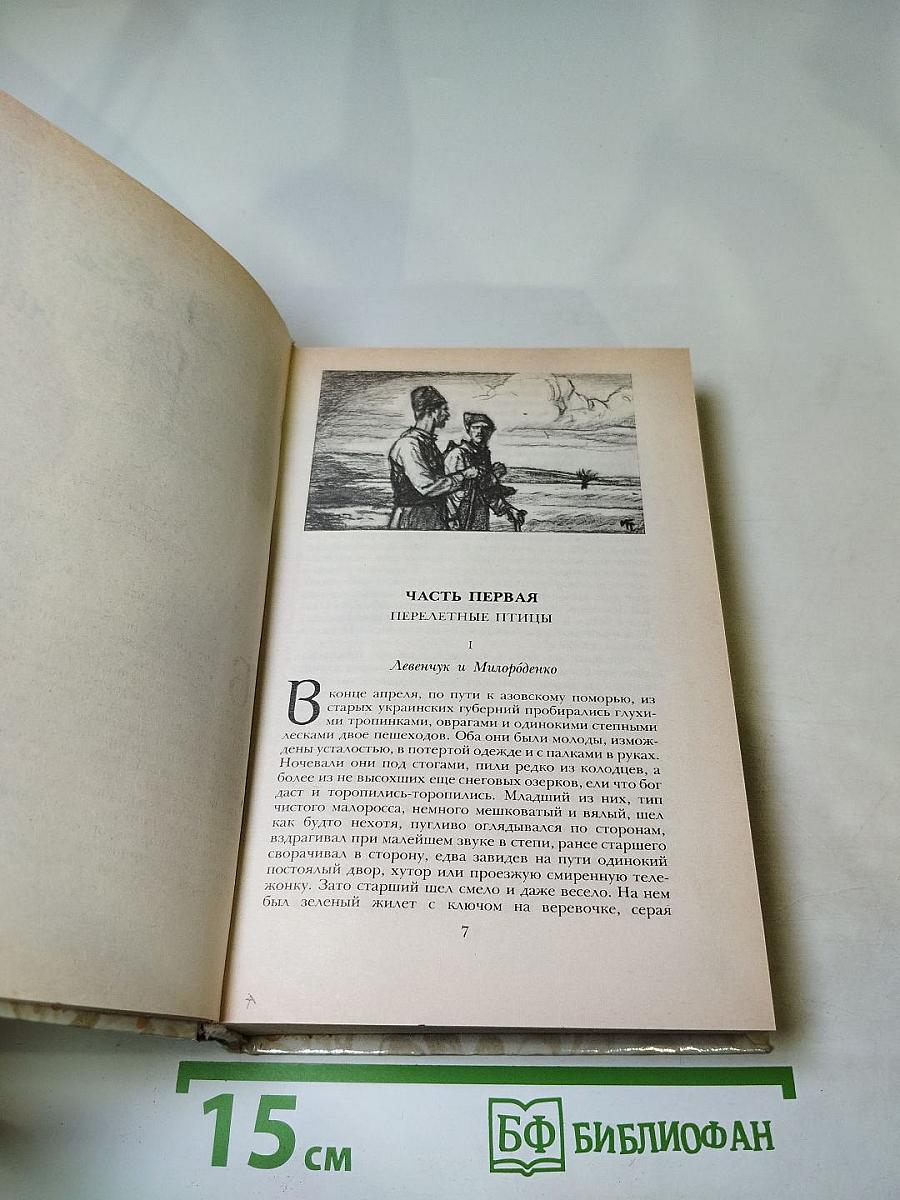 ЧАСТЬ ПЕРВАЯ
ПЕРЕЛЕТНЫЕ ПТИЦЫ
I
Левенчук и Милоро́денко
В конце апреля, по пути к азовскому поморью, из
старых украинских губерний пробирались глухи-
ми тропинками, оврагами и одинокими степными
лесками двое пешеходов. Оба они были молоды, измож-
дены усталостью, в потертой одежде и с палками в руках.
Ночевали они под стогами, пили редко из колодцев, а
более из не высохших еще снеговых озерков, ели что бог
даст и торопились-торопились. Младший из них, тип
чистого малоросса, немного мешковатый и вялый, шел
как будто нехотя, пугливо оглядывался по сторонам,
вздрагивал при малейшем звуке в степи, ранее старшего
сворачивал в сторону, едва завидев на пути одинокий
постоялый двор, хутор или проезжую смиренную теле-
жонку. Зато старший шел смело и даже весело. На нем
был зеленый жилет с ключом на веревочке, серая
7
15 см
БФ БИБЛИОФАН